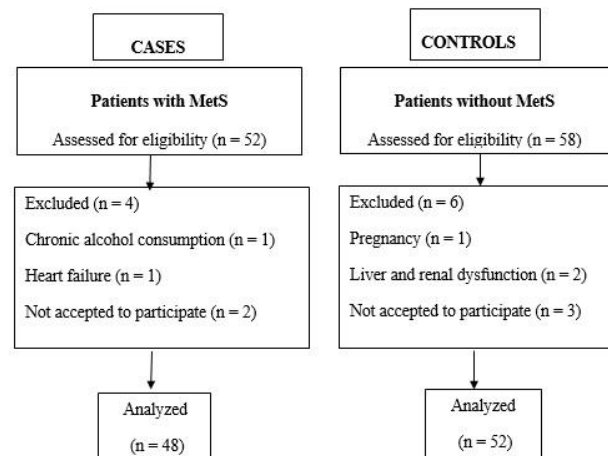 CASES
Patients with MetS
Assessed for eligibility (n = 52)
Excluded (n = 4)
Chronic alcohol consumption (n = 1)
Heart failure (n = 1)
Not accepted to participate (n = 2)
Analyzed
(n = 48)
CONTROLS
Patients without MetS
Assessed for eligibility (n = 58)
Excluded (n = 6)
Pregnancy (n = 1)
Liver and renal dysfunction (n = 2)
Not accepted to participate (n = 3)
Analyzed
(n = 52)